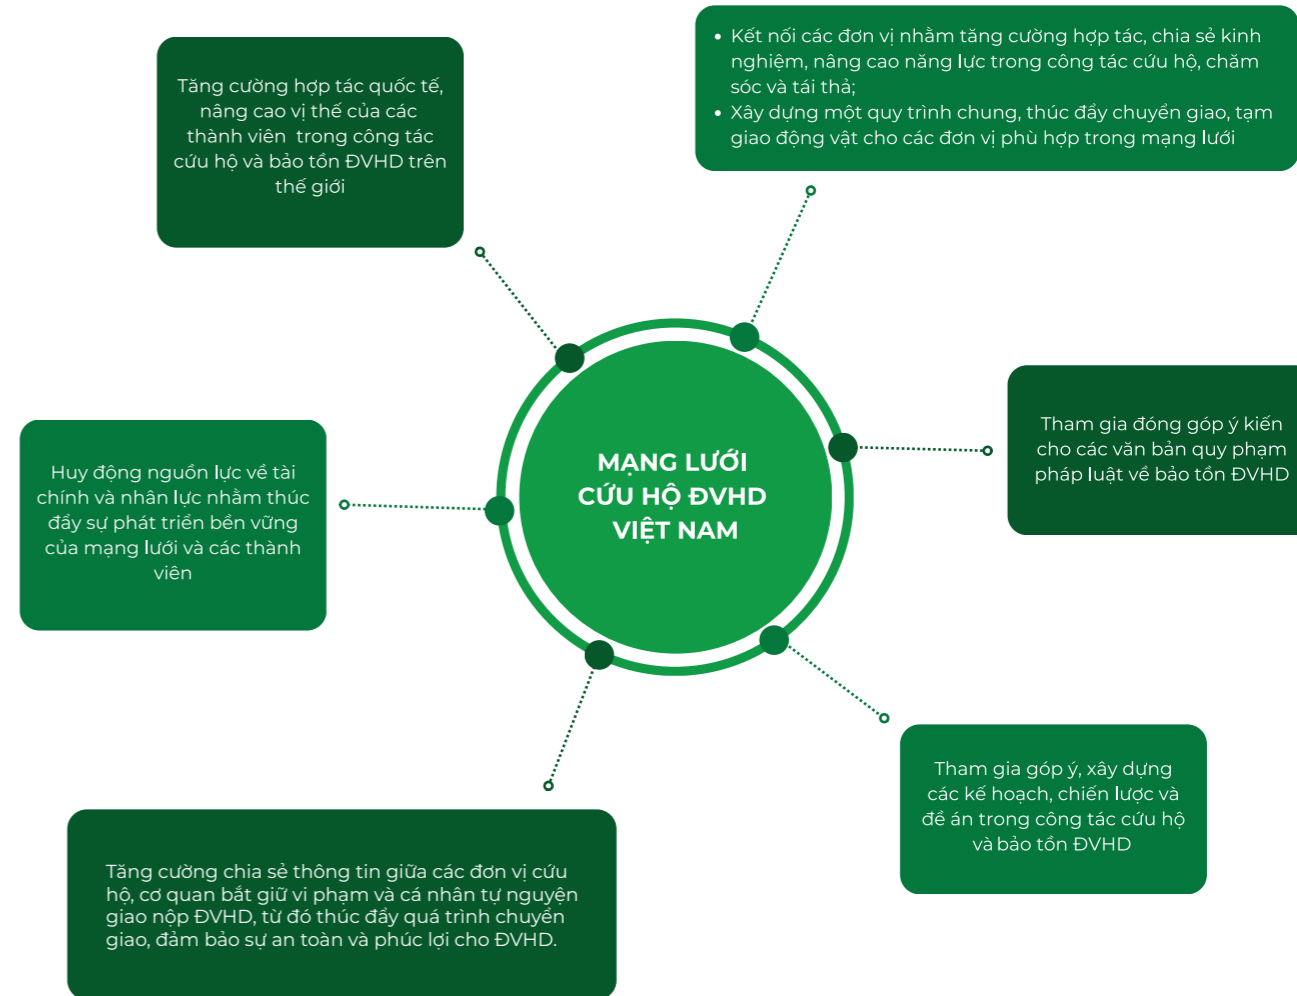 • Kết nối các đơn vị nhằm tăng cường hợp tác, chia sẻ kinh
nghiệm, nâng cao năng lực trong công tác cứu hộ, chăm
sóc và tái thả;
• Xây dựng một quy trình chung, thúc đẩy chuyển giao, tạm
giao động vật cho các đơn vị phù hợp trong mạng lưới
Tăng cường hợp tác quốc tế,
nâng cao vị thế của các
thành viên trong công tác
cứu hộ và bảo tồn ĐVHD trên
thế giới
Tham gia đóng góp ý kiến
cho các văn bản quy phạm
pháp luật về bảo tồn ĐVHD
MẠNG LƯỚI
CỨU HỘ ĐVHD
VIỆT NAM
Huy động nguồn lực về tài
chính và nhân lực nhằm thúc
đẩy sự phát triển bền vững
của mạng lưới và các thành
viên
Tham gia góp ý, xây dựng
các kế hoạch, chiến lược và
đề án trong công tác cứu hộ
và bảo tồn ĐVHD
Tăng cường chia sẻ thông tin giữa các đơn vị cứu
hộ, cơ quan bắt giữ vi phạm và cá nhân tự nguyện
giao nộp ĐVHD, từ đó thúc đẩy quá trình chuyển
giao, đảm bảo sự an toàn và phúc lợi cho ĐVHD.